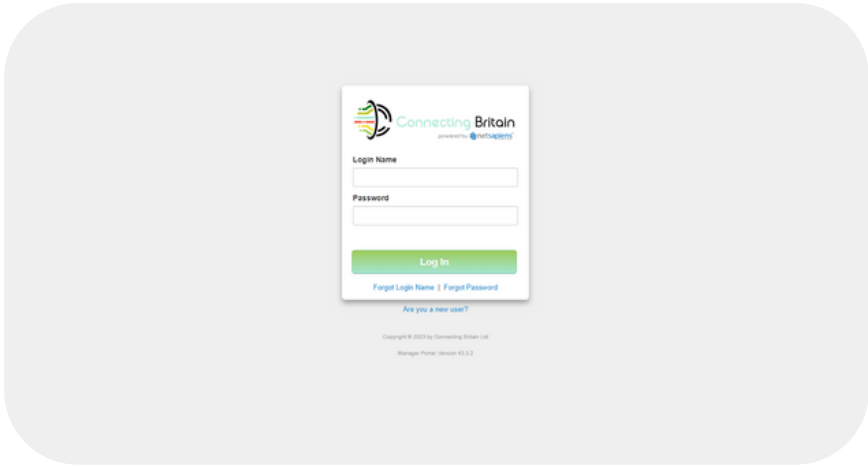 Connecting Britain
powered by netsapiens
Login Name
Password
Log In
Forgot Login Name | Forgot Password
Are you a new user?
Copyright © 2023 by Connecting Britain Ltd
Manager Portal: Version 43.3.2